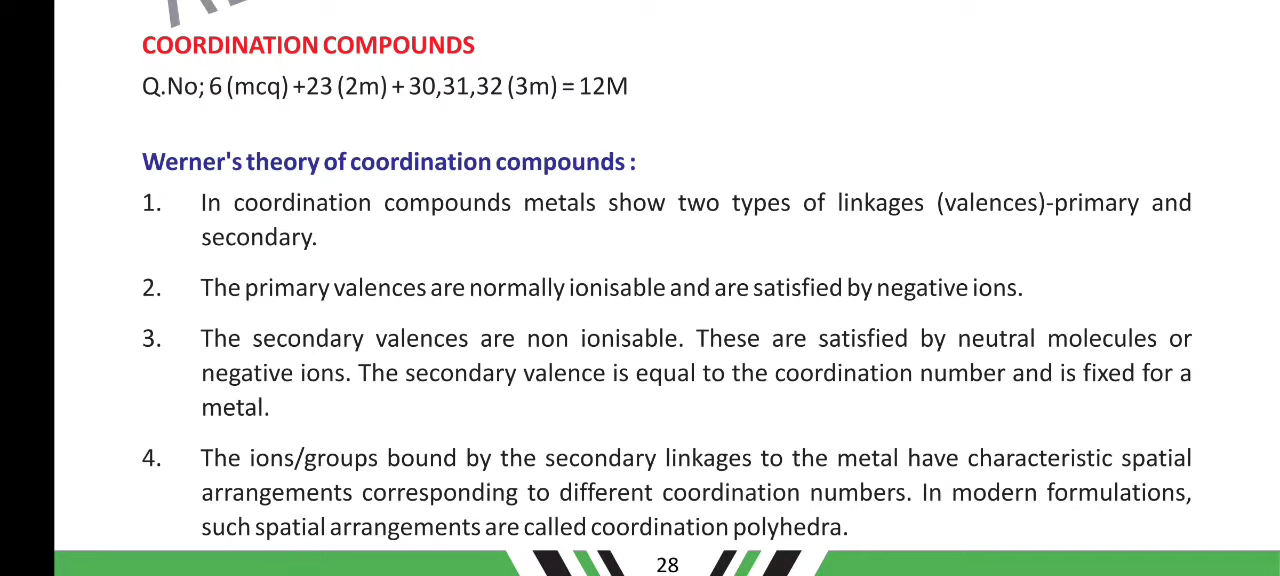 COORDINATION COMPOUNDS
Q.No; 6 (mcq) +23 (2m) + 30,31,32 (3m) = 12M
Werner's theory of coordination compounds :
1. In coordination compounds metals show two types of linkages (valences)-primary and
secondary.
2. The primary valences are normally ionisable and are satisfied by negative ions.
3. The secondary valences are non ionisable. These are satisfied by neutral molecules or
negative ions. The secondary valence is equal to the coordination number and is fixed for a
metal.
4. The ions/groups bound by the secondary linkages to the metal have characteristic spatial
arrangements corresponding to different coordination numbers. In modern formulations,
such spatial arrangements are called coordination polyhedra.
28